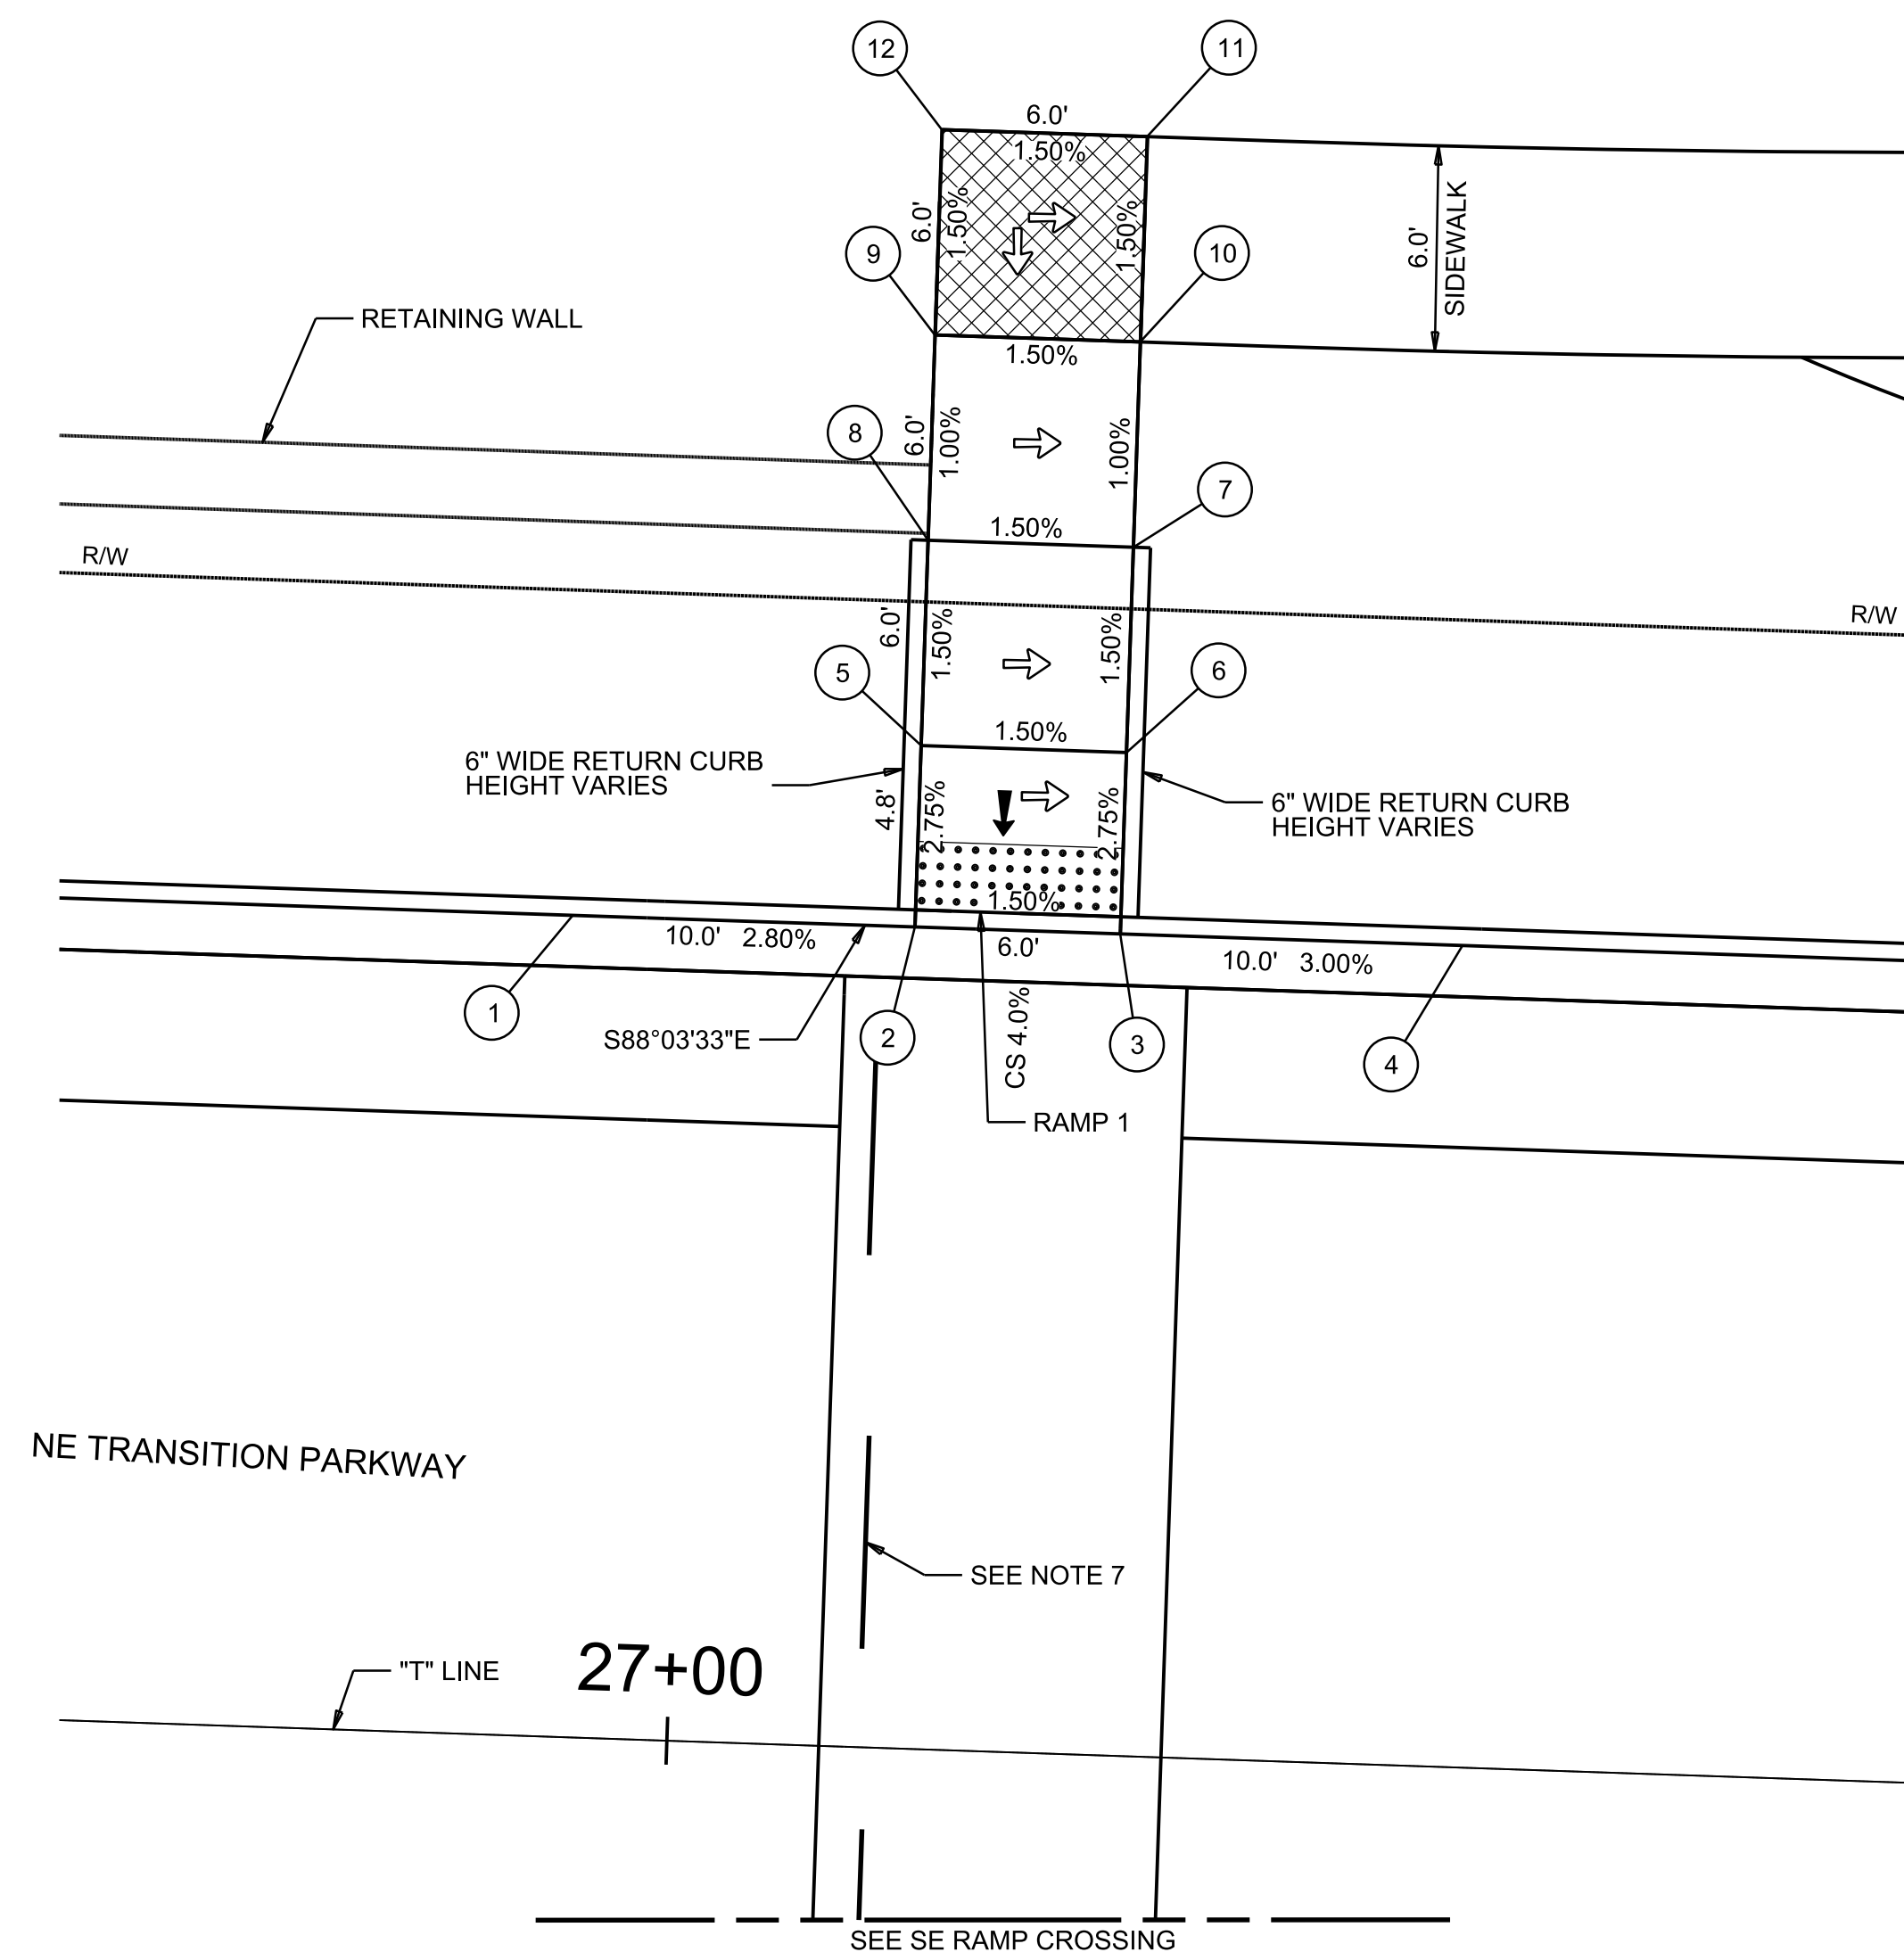 12
11
6.0'
1.50%
6.0'
1.50%
1.50%
6.0'
SIDEWALK
9
10
RETAINING WALL
1.50%
8
6.0'
1.00%
1.00%
7
1.50%
R/W
R/W
6.0'
1.50%
1.50%
5
6
1.50%
6" WIDE RETURN CURB
HEIGHT VARIES
4.8'
2.75%
2.75%
6" WIDE RETURN CURB
HEIGHT VARIES
1.50%
10.0' 2.80%
6.0'
10.0' 3.00%
1
S88°03'33"E
2
CS 4.0%
3
4
RAMP 1
NE TRANSITION PARKWAY
SEE NOTE 7
"T" LINE
27+00
SEE SE RAMP CROSSING